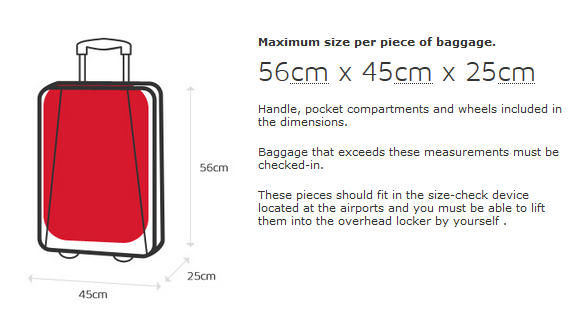 Maximum size per piece of baggage.
56cm x 45cm x 25cm
Handle, pocket compartments and wheels included in
the dimensions.
Baggage that exceeds these measurements must be
checked-in.
These pieces should fit in the size-check device
located at the airports and you must be able to lift
them into the overhead locker by yourself .
56cm
25cm
45cm